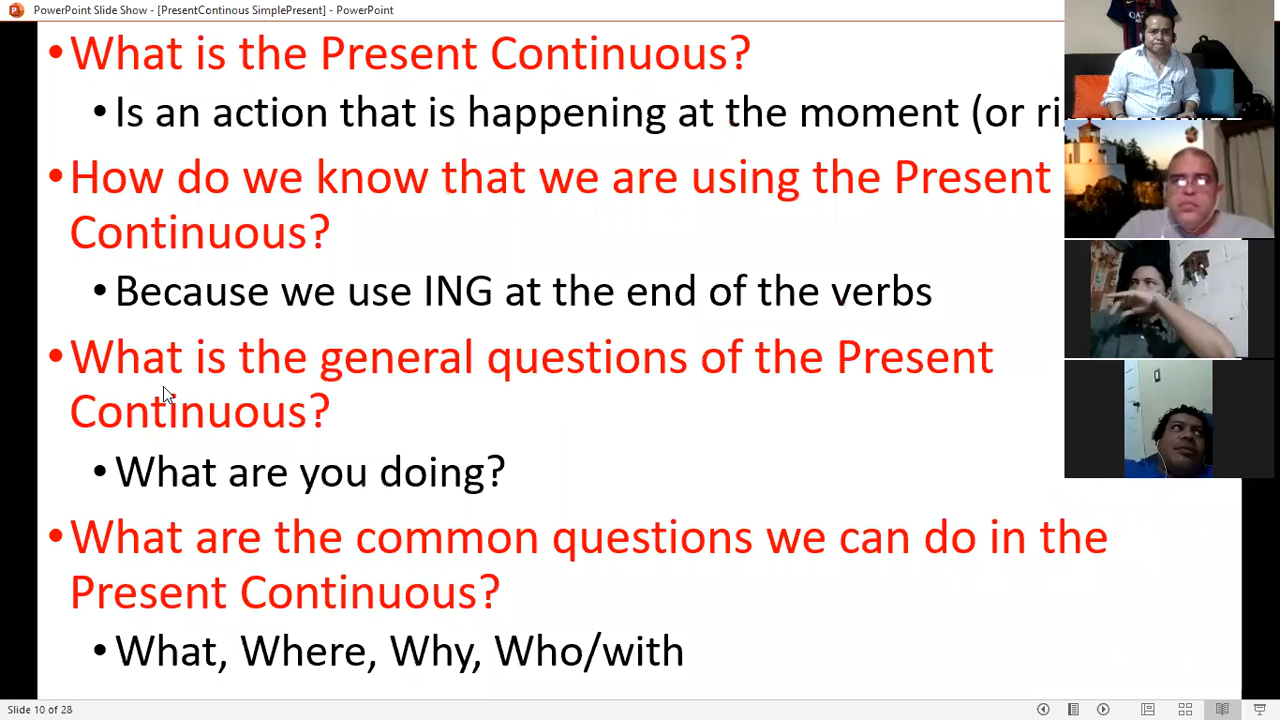 PowerPoint Slide Show - [PresentContinous SimplePresent] - PowerPoint
•What is the Present Continuous?
•Is an action that is happening at the moment (or ri
•How do we know that we are using the Present
Continuous?
•Because we use ING at the end of the verbs
•What is the general questions of the Present
Continuous?
•What are you doing?
•What are the common questions we can do in the
Present Continuous?
•What, Where, Why, Who/with
Slide 10 of 28
QATAR